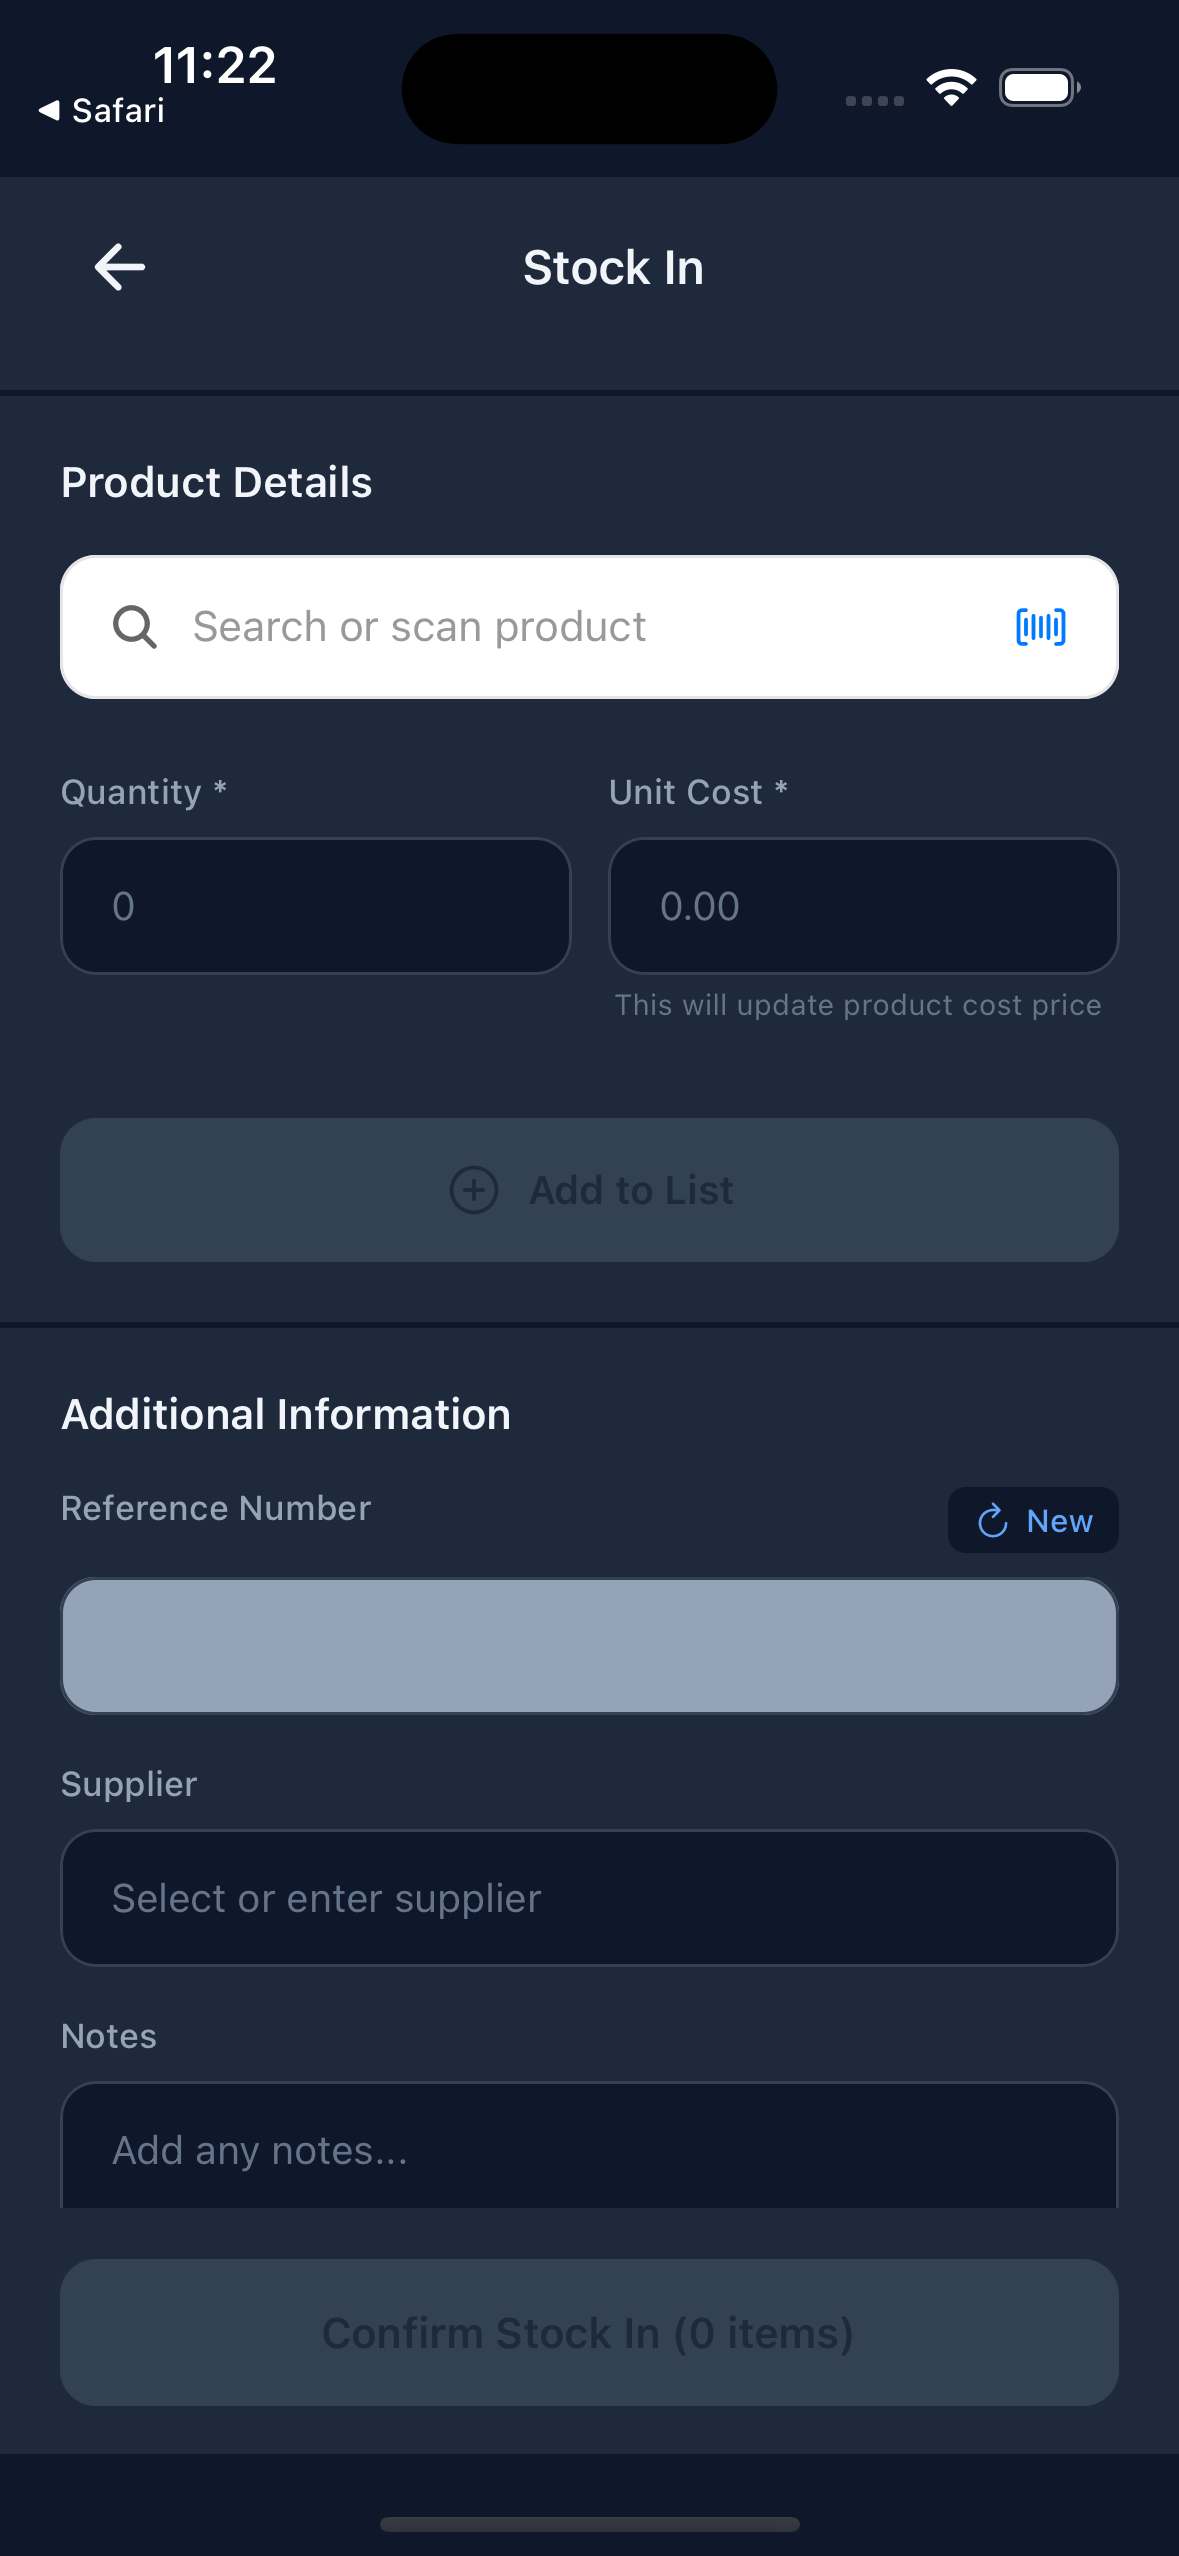 11:22
Safari
Stock In
Product Details
Search or scan product
Quantity * Unit Cost *
0 0.00
This will update product cost price
Add to List
Additional Information
Reference Number New
Supplier
Select or enter supplier
Notes
Add any notes...
Confirm Stock In (0 items)